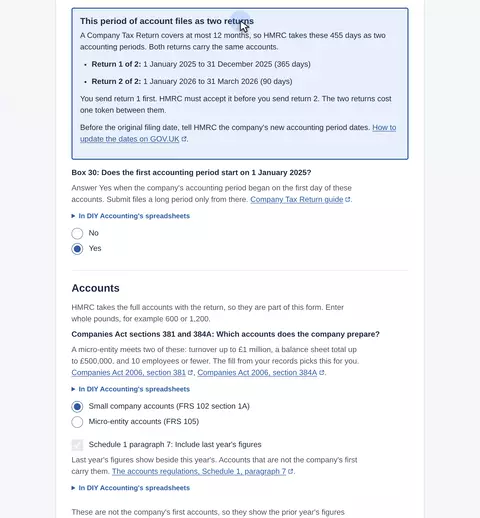 This period of account files as two returns
A Company Tax Return covers at most 12 months, so HMRC takes these 455 days as two
accounting periods. Both returns carry the same accounts.
• Return 1 of 2: 1 January 2025 to 31 December 2025 (365 days)
• Return 2 of 2: 1 January 2026 to 31 March 2026 (90 days)
You send return 1 first. HMRC must accept it before you send return 2. The two returns cost
one token between them.
Before the original filing date, tell HMRC the company's new accounting period dates. How to
update the dates on GOV.UK.
Box 30: Does the first accounting period start on 1 January 2025?
Answer Yes when the company's accounting period began on the first day of these
accounts. Submit files a long period only from there. Company Tax Return guide.
In DIY Accounting's spreadsheets
No
Yes
Accounts
HMRC takes the full accounts with the return, so they are part of this form. Enter
whole pounds, for example 600 or 1,200.
Companies Act sections 381 and 384A: Which accounts does the company prepare?
A micro-entity meets two of these: turnover up to £1 million, a balance sheet total up
to £500,000, and 10 employees or fewer. The fill from your records picks this for you.
Companies Act 2006, section 381, Companies Act 2006, section 384A.
In DIY Accounting's spreadsheets
Small company accounts (FRS 102 section 1A)
Micro-entity accounts (FRS 105)
Schedule 1 paragraph 7: Include last year's figures
Last year's figures show beside this year's. Accounts that are not the company's first
carry them. The accounts regulations, Schedule 1, paragraph 7.
In DIY Accounting's spreadsheets
These are not the company's first accounts, so they show the prior year's figures